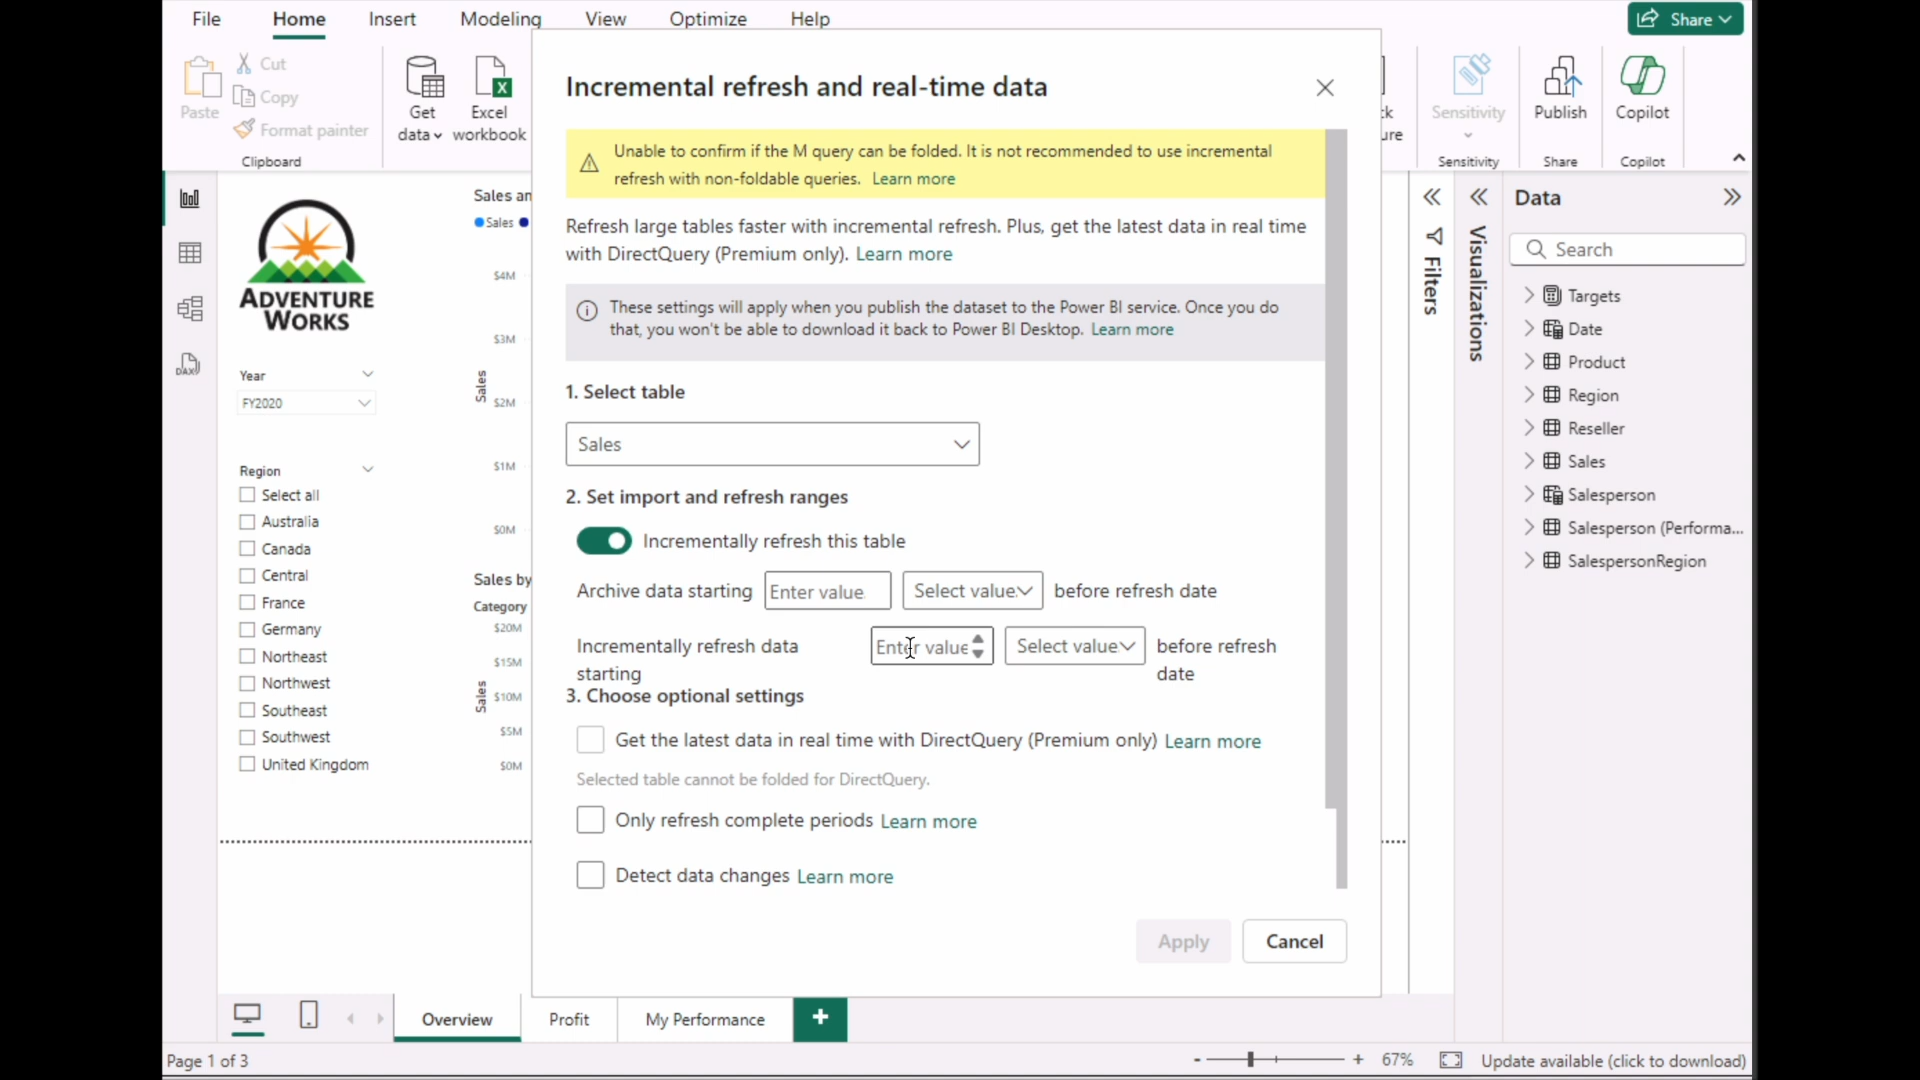 File Home Insert Modeling View Optimize Help
Share
Paste
Cut
Copy
Format painter
Clipboard
Get data
Excel workbook
Sensitivity
Sensitivity
Publish
Share
Copilot
Copilot
ADVENTURE
WORKS
Year
FY2020
Region
Select all
Australia
Canada
Central
France
Germany
Northeast
Northwest
Southeast
Southwest
United Kingdom
Sales an
Sales
$4M
$3M
$2M
$1M
$0M
Sales
Sales by
Category
$20M
$15M
$10M
$5M
$0M
Sales
Incremental refresh and real-time data
Unable to confirm if the M query can be folded. It is not recommended to use incremental
refresh with non-foldable queries. Learn more
Refresh large tables faster with incremental refresh. Plus, get the latest data in real time
with DirectQuery (Premium only). Learn more
These settings will apply when you publish the dataset to the Power BI service. Once you do
that, you won't be able to download it back to Power BI Desktop. Learn more
1. Select table
Sales
2. Set import and refresh ranges
Incrementally refresh this table
Archive data starting Enter value Select value before refresh date
Incrementally refresh data starting Enter value Select value before refresh date
3. Choose optional settings
Get the latest data in real time with DirectQuery (Premium only) Learn more
Selected table cannot be folded for DirectQuery.
Only refresh complete periods Learn more
Detect data changes Learn more
Apply Cancel
Filters
Visualizations
Data
Search
Targets
Date
Product
Region
Reseller
Sales
Salesperson
Salesperson (Performa...
SalespersonRegion
Overview Profit My Performance +
Page 1 of 3
- + 67% Update available (click to download)